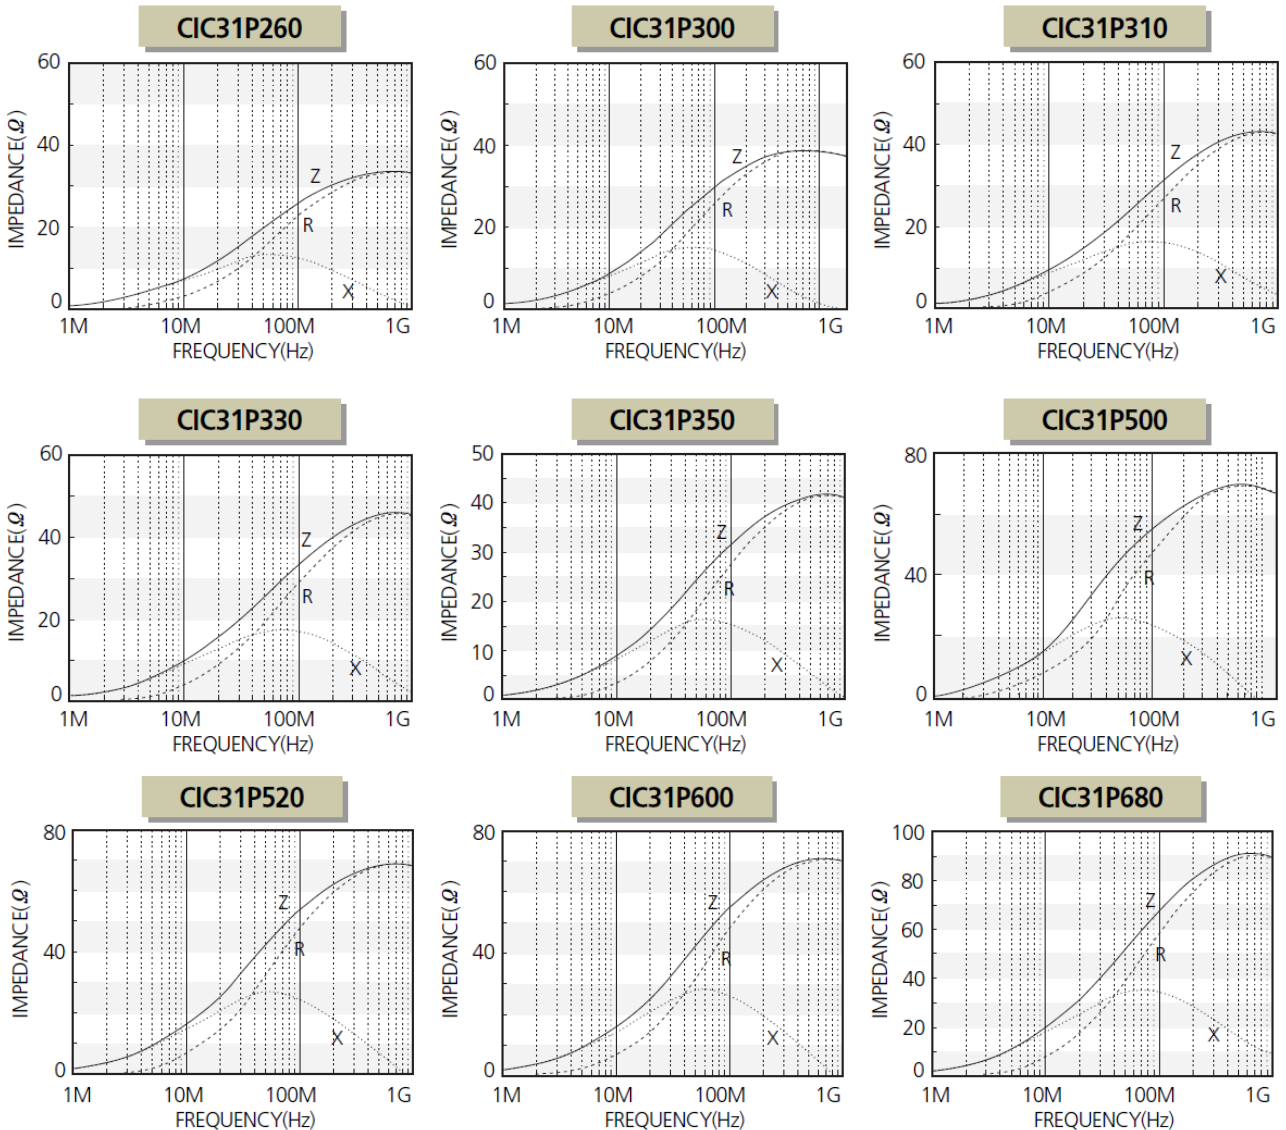 CIC31P260
CIC31P300
CIC31P310
IMPEDANCE(Ω)
60
40
20
0
Z
R
X
1M
10M
100M
1G
FREQUENCY(Hz)
IMPEDANCE(Ω)
60
40
20
0
Z
R
X
1M
10M
100M
1G
FREQUENCY(Hz)
IMPEDANCE(Ω)
60
40
20
0
Z
R
X
1M
10M
100M
1G
FREQUENCY(Hz)
CIC31P330
CIC31P350
CIC31P500
IMPEDANCE(Ω)
60
40
20
0
Z
R
X
1M
10M
100M
1G
FREQUENCY(Hz)
IMPEDANCE(Ω)
50
40
30
20
10
0
Z
R
X
1M
10M
100M
1G
FREQUENCY(Hz)
IMPEDANCE(Ω)
80
40
0
Z
R
X
1M
10M
100M
1G
FREQUENCY(Hz)
CIC31P520
CIC31P600
CIC31P680
IMPEDANCE(Ω)
80
40
0
Z
R
X
1M
10M
100M
1G
FREQUENCY(Hz)
IMPEDANCE(Ω)
80
40
0
Z
R
X
1M
10M
100M
1G
FREQUENCY(Hz)
IMPEDANCE(Ω)
100
80
60
40
20
0
Z
R
X
1M
10M
100M
1G
FREQUENCY(Hz)